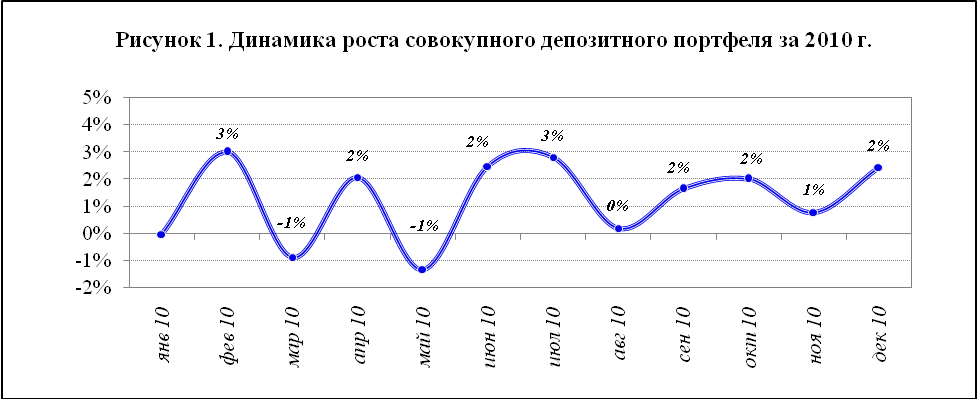 Рисунок 1. Динамика роста совокупного депозитного портфеля за 2010 г.
5%
4%
3%
2%
1%
0%
-1%
-2%
3%
-1%
2%
-1%
2%
3%
0%
2%
2%
1%
2%
янв 10
фев 10
мар 10
апр 10
май 10
июн 10
июл 10
авг 10
сен 10
окт 10
ноя 10
дек 10